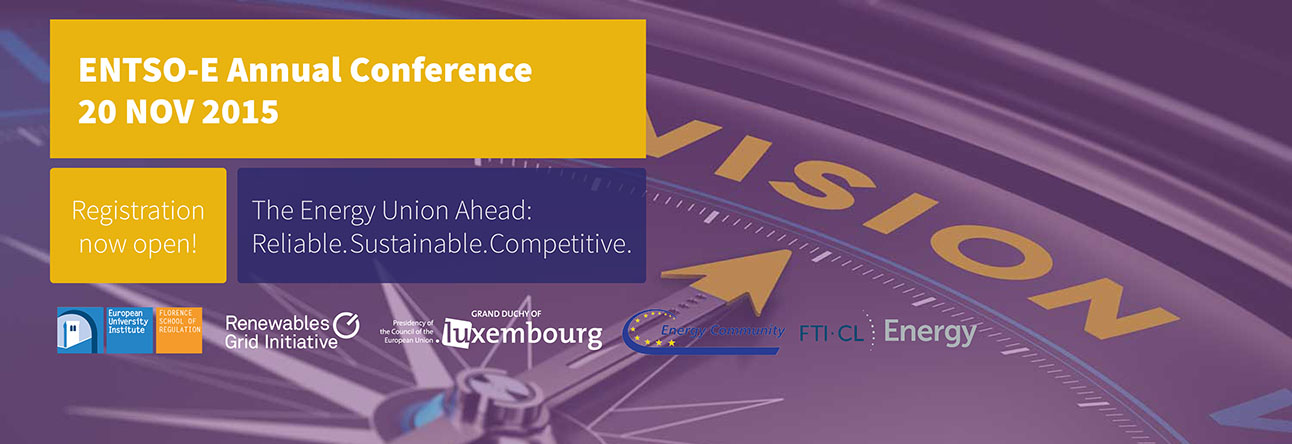 ENTSO-E Annual Conference
20 NOV 2015
Registration
now open!
The Energy Union Ahead:
Reliable.Sustainable.Competitive.
VISION
European
University
Institute
FLORENCE
SCHOOL OF
REGULATION
Renewables
Grid Initiative
Presidency of
the Council of the
European Union
GRAND DUCHY OF
luxembourg
Energy Community
FTI·CL Energy